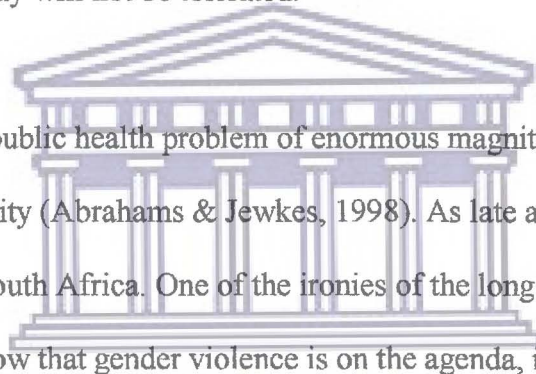 will not be tolerated.
public health problem of enormous magnit
ity (Abrahams & Jewkes, 1998). As late a
outh Africa. One of the ironies of the long
ow that gender violence is on the agenda,